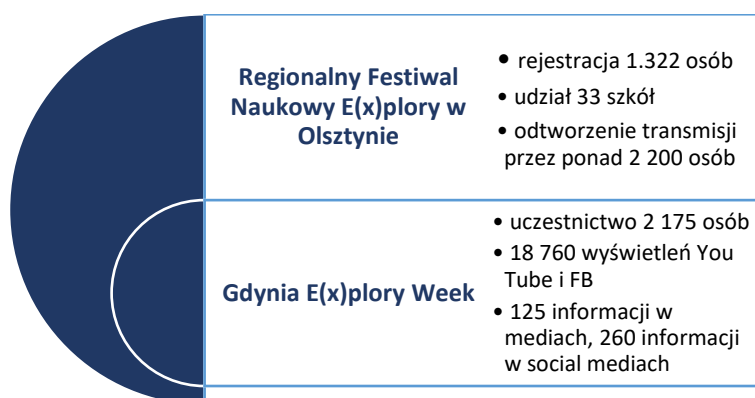 Regionalny Festiwal
Naukowy E(x)plory w
Olsztynie
• rejestracja 1.322 osób
• udział 33 szkół
• odtworzenie transmisji
przez ponad 2 200 osób
Gdynia E(x)plory Week
• uczestnictwo 2 175 osób
• 18 760 wyświetleń You
Tube i FB
• 125 informacji w
mediach, 260 informacji
w social mediach